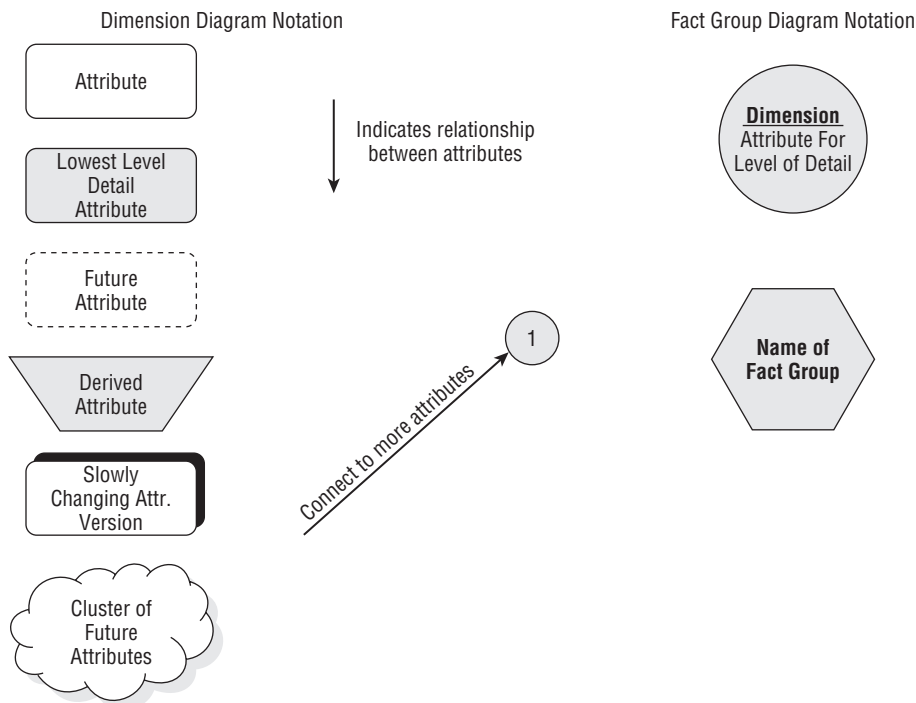 Dimension Diagram Notation
Attribute
Lowest Level
Detail
Attribute
Future
Attribute
Derived
Attribute
Slowly
Changing Attr.
Version
Cluster of
Future
Attributes
Indicates relationship
between attributes
Connect to more attributes
1
Fact Group Diagram Notation
Dimension
Attribute For
Level of Detail
Name of
Fact Group